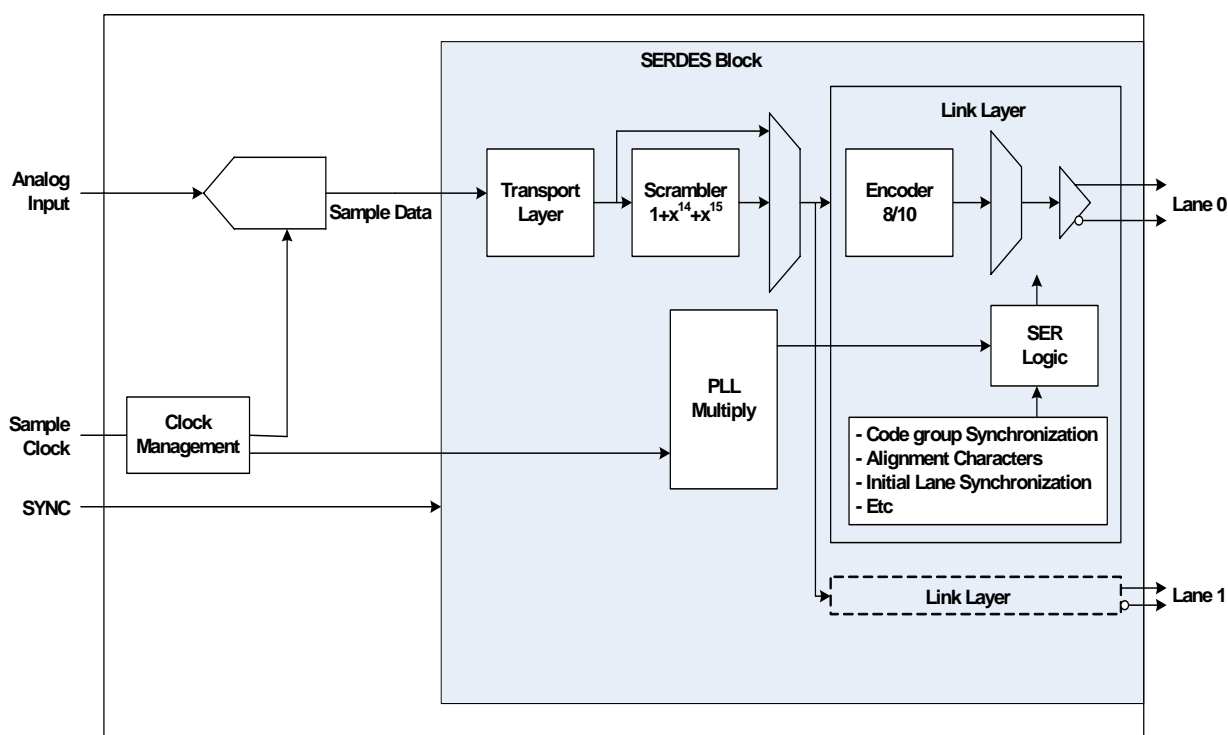 SERDES Block
Link Layer
Analog
Input
Sample Data
Transport
Layer
Scrambler
1+x^14+x^15
Encoder
8/10
Lane 0
SER
Logic
PLL
Multiply
Sample
Clock
Clock
Management
- Code group Synchronization
- Alignment Characters
- Initial Lane Synchronization
- Etc
SYNC
Link Layer
Lane 1